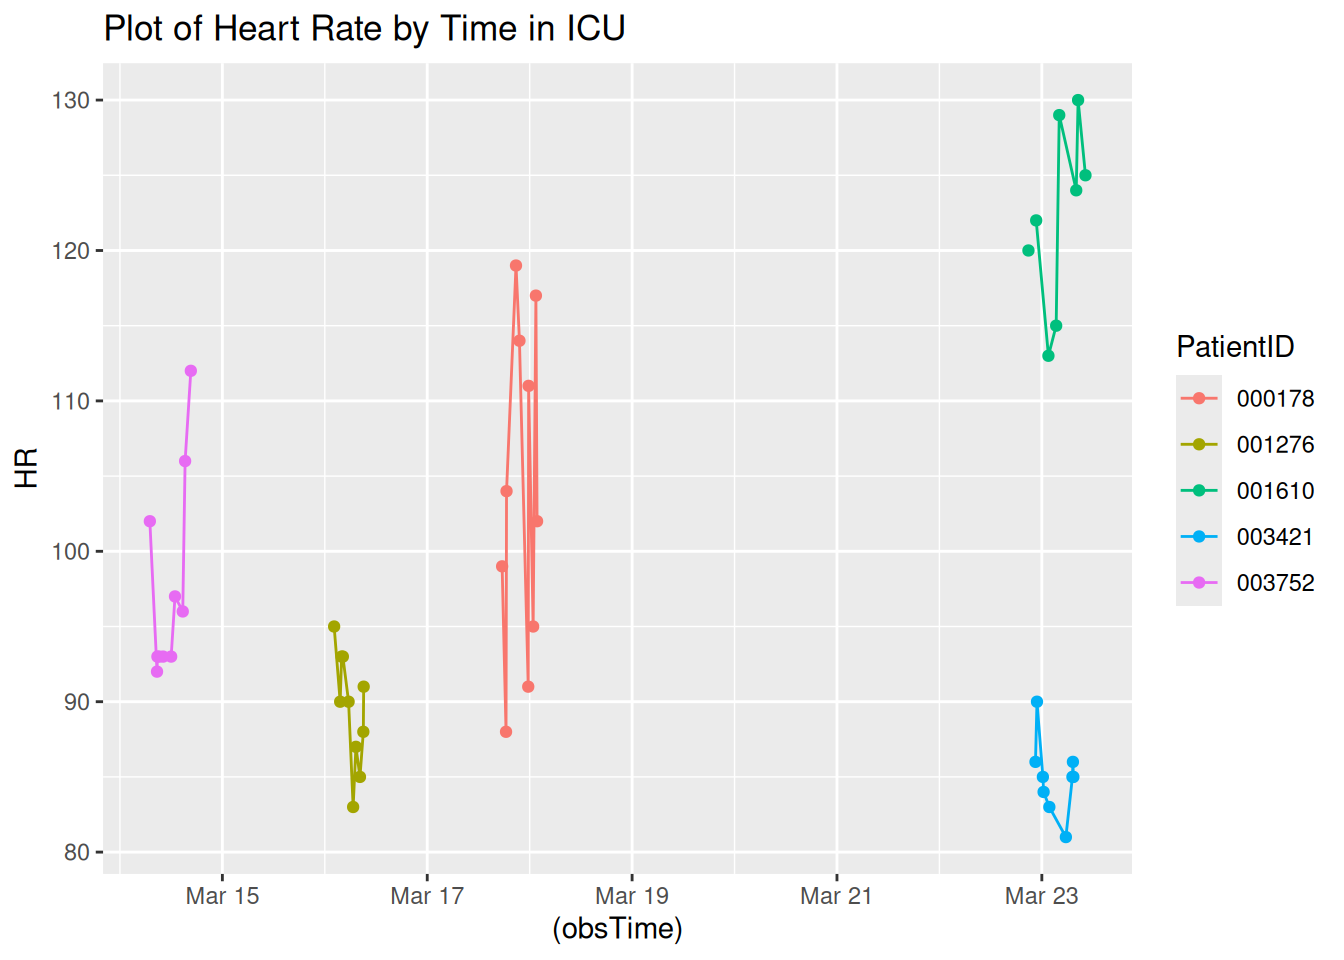 Plot of Heart Rate by Time in ICU
130
120
110
100
90
80
HR
Mar 15
Mar 17
Mar 19
Mar 21
Mar 23
(obsTime)
PatientID
000178
001276
001610
003421
003752